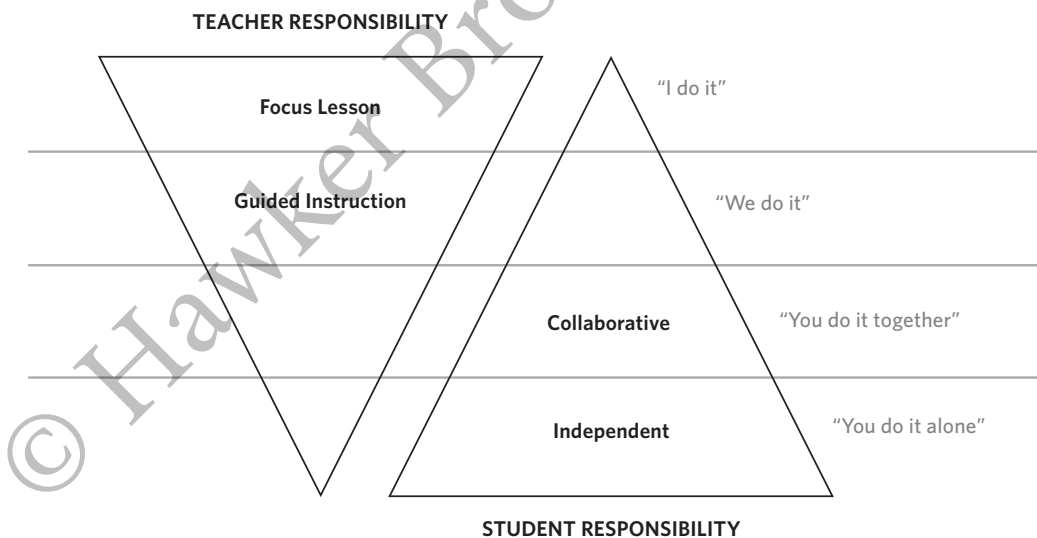 TEACHER RESPONSIBILITY
Focus Lesson
“I do it”
Guided Instruction
“We do it”
Collaborative
“You do it together”
Independent
“You do it alone”
STUDENT RESPONSIBILITY
© Hawker Bro